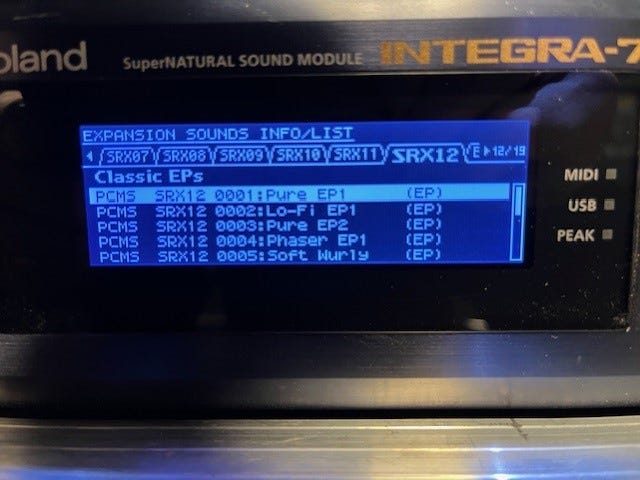 oland SuperNATURAL SOUND MODULE INTEGRA-7
EXPANSION SOUNDS INFO/LIST
SRX07 SRX08 SRX09 SRX10 SRX11 SRX12 E 12/19
Classic EPs
PCMS SRX12 0001:Pure EP1 (EP)
PCMS SRX12 0002:Lo-Fi EP1 (EP)
PCMS SRX12 0003:Pure EP2 (EP)
PCMS SRX12 0004:Phaser EP1 (EP)
PCMS SRX12 0005:Soft Wurly (EP)
MIDI
USB
PEAK